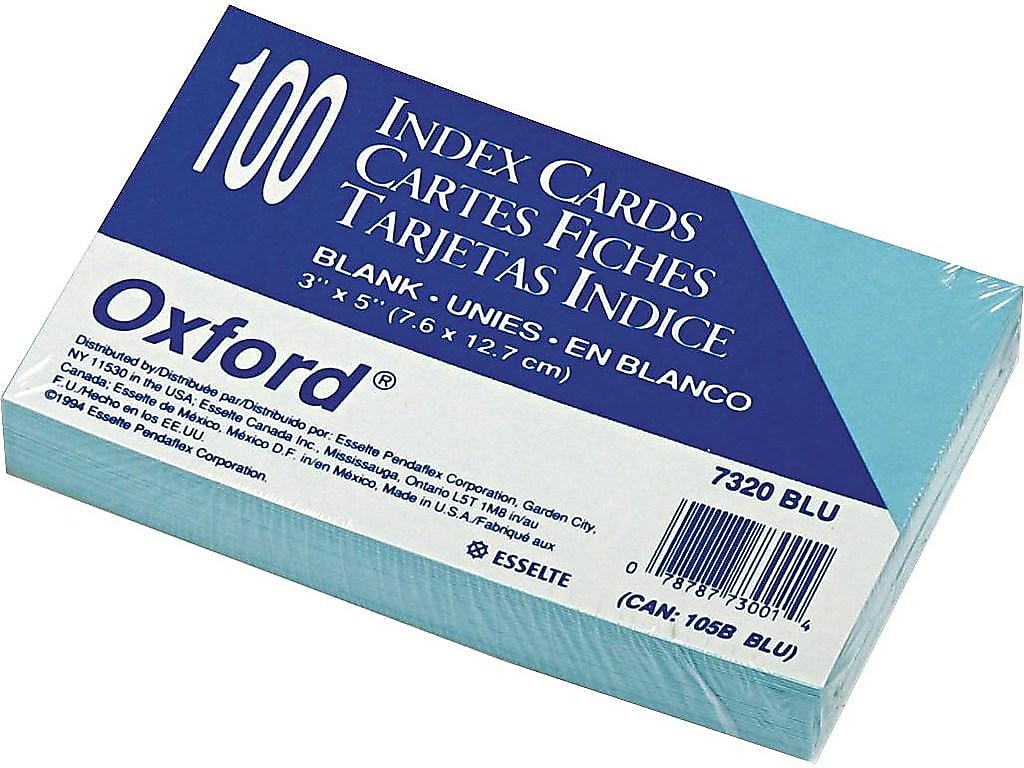 100
INDEX CARDS
CARTES FICHES
TARJETAS INDICE
BLANK • UNIES • EN BLANCO
3" x 5" (7.6 x 12.7 cm)
Oxford®
Distributed by/Distribuée par/Distribuido por: Esselte Pendaflex Corporation, Garden City,
NY 11530 in the USA; Esselte Canada Inc., Mississauga, Ontario L5T 1M8 in/au
Canada; Esselte de México, México D.F. in/en México, Made in U.S.A./Fabriqué aux
E.U./Hecho en los EE.UU.
©1994 Esselte Pendaflex Corporation.
ESSELTE
7320 BLU
0 78787 73001 4
(CAN: 105B BLU)